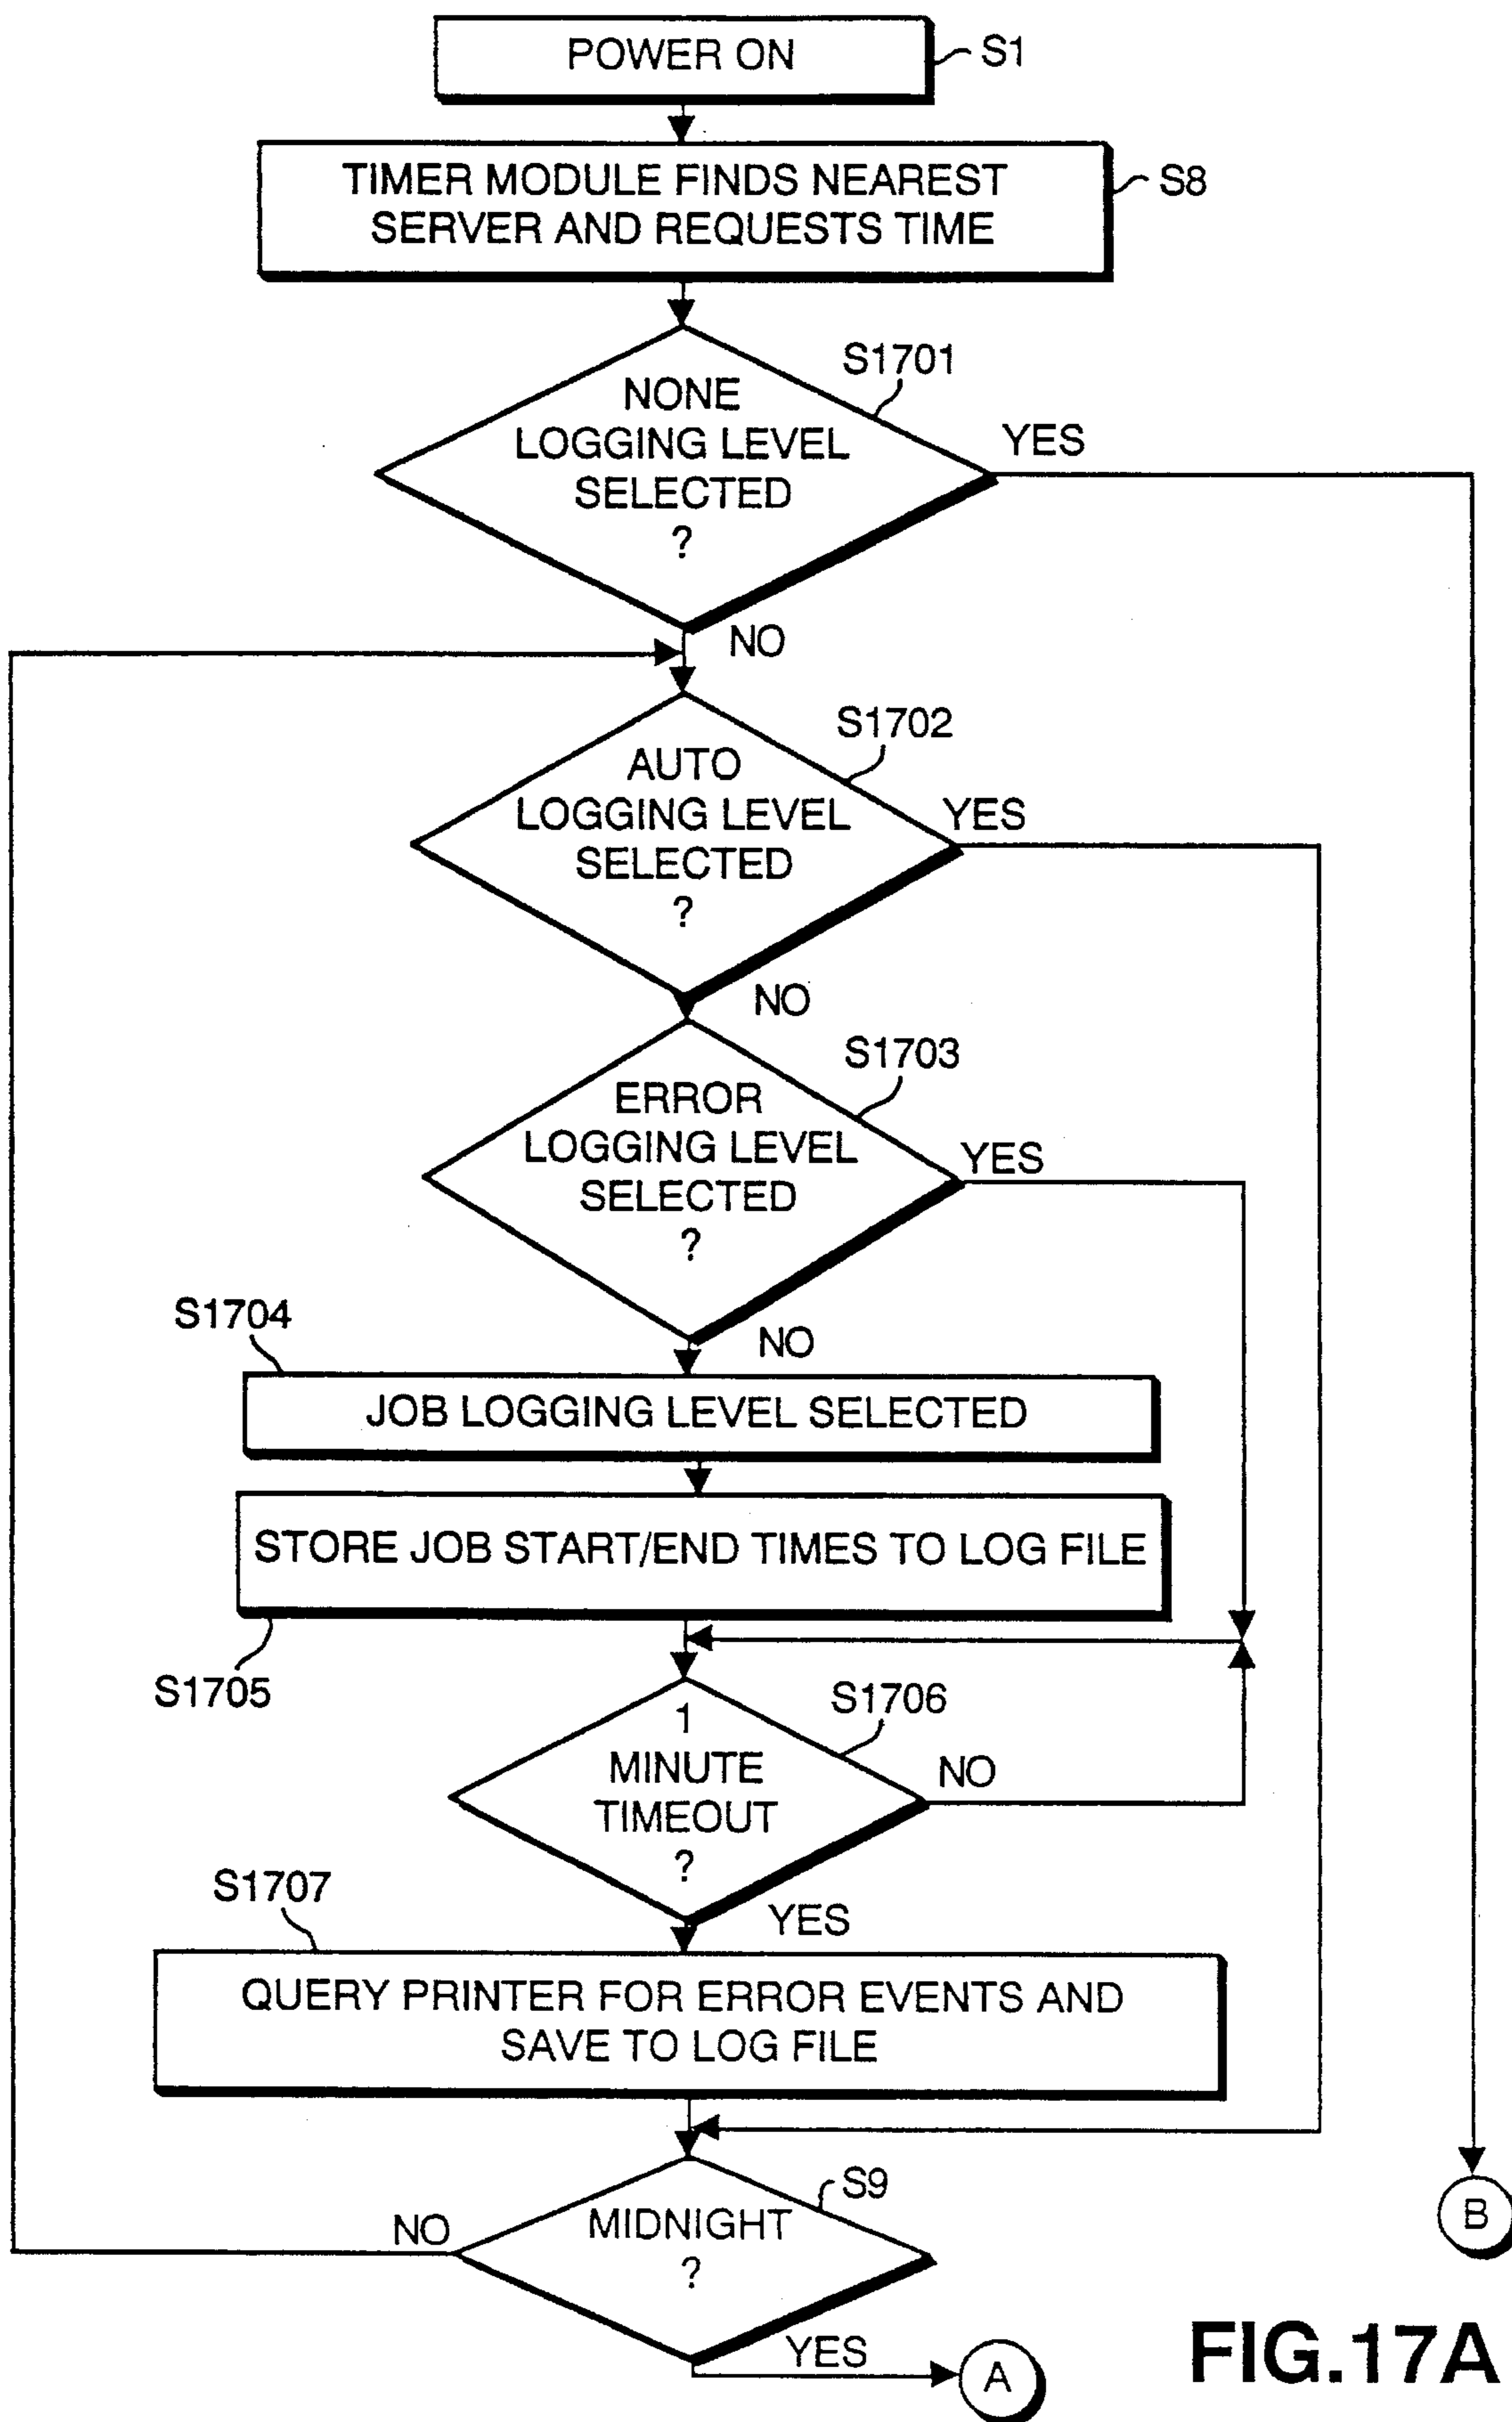 POWER ON
S1
TIMER MODULE FINDS NEAREST
SERVER AND REQUESTS TIME
S8
S1701
NONE
LOGGING LEVEL
SELECTED
?
YES
NO
S1702
AUTO
LOGGING LEVEL
SELECTED
?
YES
NO
S1703
ERROR
LOGGING LEVEL
SELECTED
?
YES
NO
S1704
JOB LOGGING LEVEL SELECTED
STORE JOB START/END TIMES TO LOG FILE
S1705
S1706
1
MINUTE
TIMEOUT
?
NO
YES
S1707
QUERY PRINTER FOR ERROR EVENTS AND
SAVE TO LOG FILE
S9
MIDNIGHT
?
NO
YES
A
B
FIG.17A